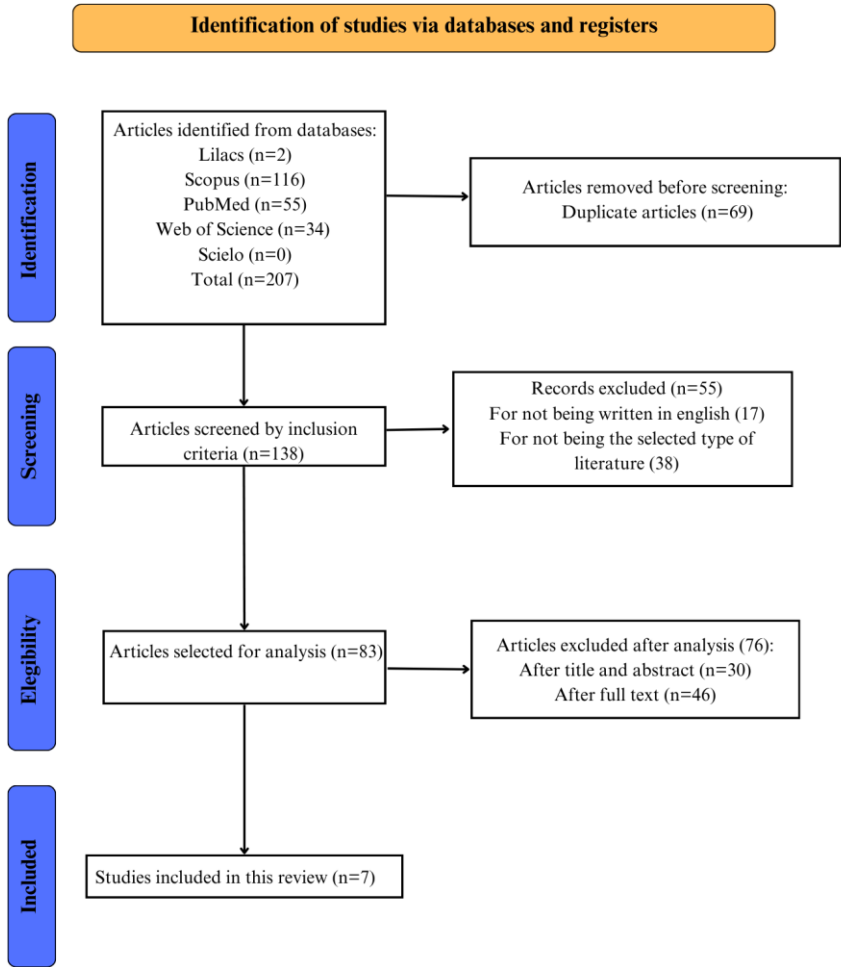 Identification of studies via databases and registers
Identification
Articles identified from databases:
Lilacs (n=2)
Scopus (n=116)
PubMed (n=55)
Web of Science (n=34)
Scielo (n=0)
Total (n=207)
Articles removed before screening:
Duplicate articles (n=69)
Screening
Articles screened by inclusion
criteria (n=138)
Records excluded (n=55)
For not being written in english (17)
For not being the selected type of
literature (38)
Elegibility
Articles selected for analysis (n=83)
Articles excluded after analysis (76):
After title and abstract (n=30)
After full text (n=46)
Included
Studies included in this review (n=7)